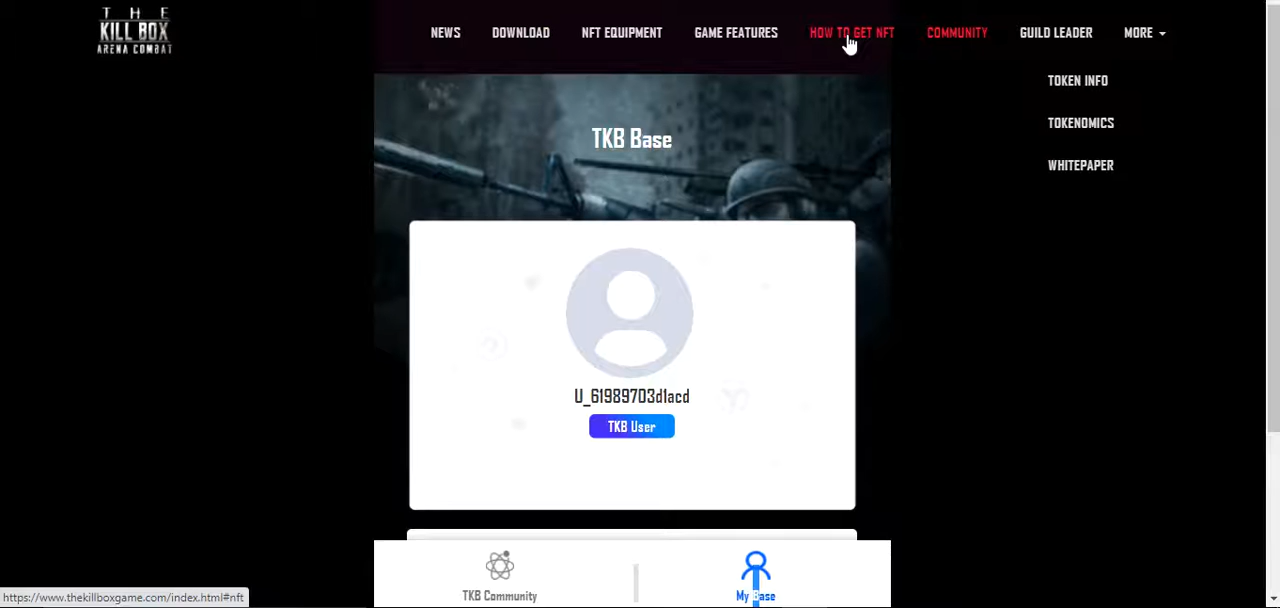 THE
KILL BOX
ARENA COMBAT
NEWS
DOWNLOAD
NFT EQUIPMENT
GAME FEATURES
HOW TO GET NFT
COMMUNITY
GUILD LEADER
MORE
TOKEN INFO
TOKENOMICS
WHITEPAPER
TKB Base
U_61989703d1acd
TKB User
TKB Community
My Base
https://www.thekillboxgame.com/index.html#nft